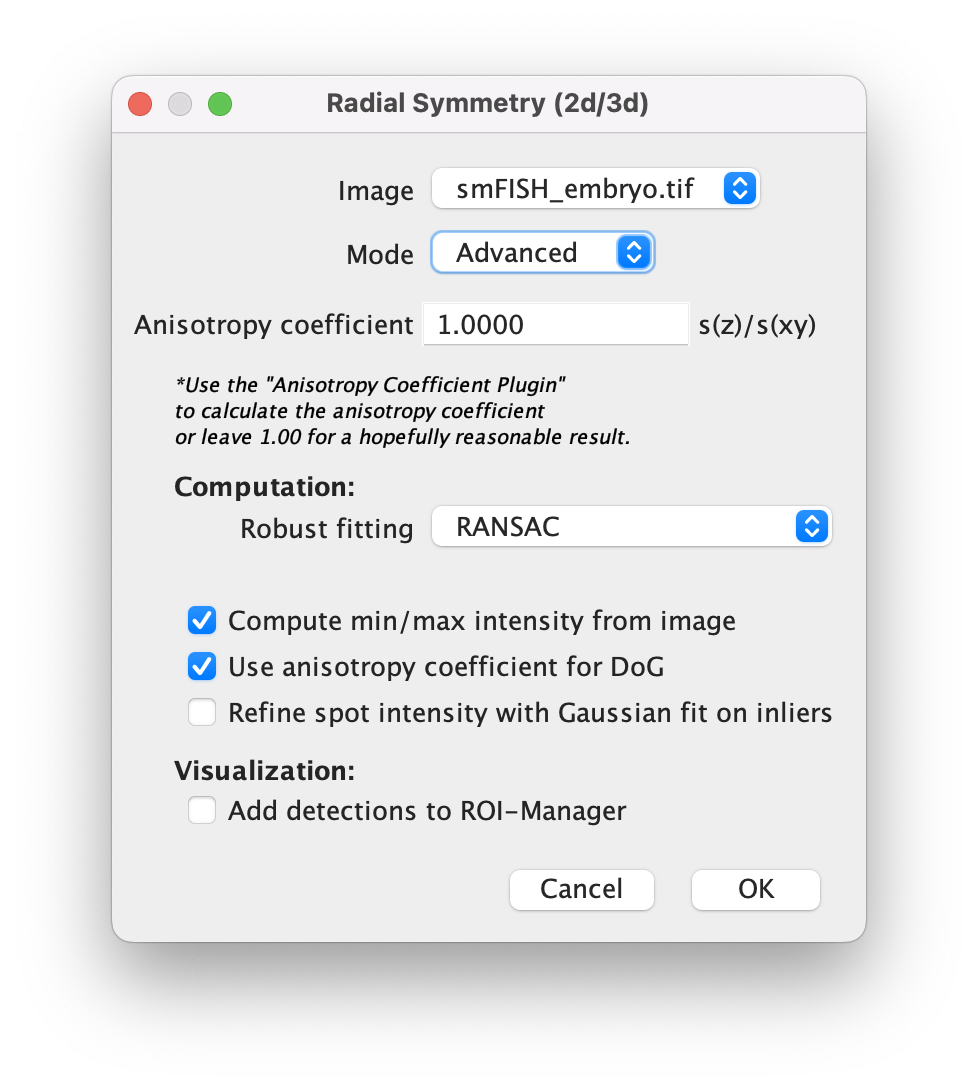 Radial Symmetry (2d/3d)
Image smFISH_embryo.tif
Mode Advanced
Anisotropy coefficient 1.0000 s(z)/s(xy)
*Use the "Anisotropy Coefficient Plugin"
to calculate the anisotropy coefficient
or leave 1.00 for a hopefully reasonable result.
Computation:
Robust fitting RANSAC
Compute min/max intensity from image
Use anisotropy coefficient for DoG
Refine spot intensity with Gaussian fit on inliers
Visualization:
Add detections to ROI-Manager
Cancel OK